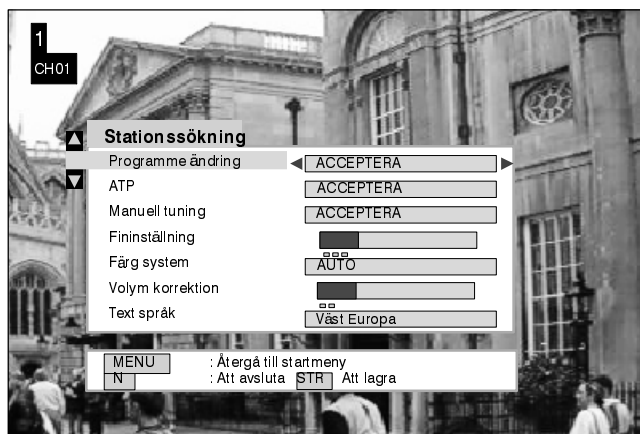 1
CH01
Stationssökning
Programme ändring ACCEPTERA
ATP ACCEPTERA
Manuell tuning ACCEPTERA
Fininställning
Färg system AUTO
Volym korrektion
Text språk Väst Europa
MENU : Återgå till startmeny
N : Att avsluta STR Att lagra